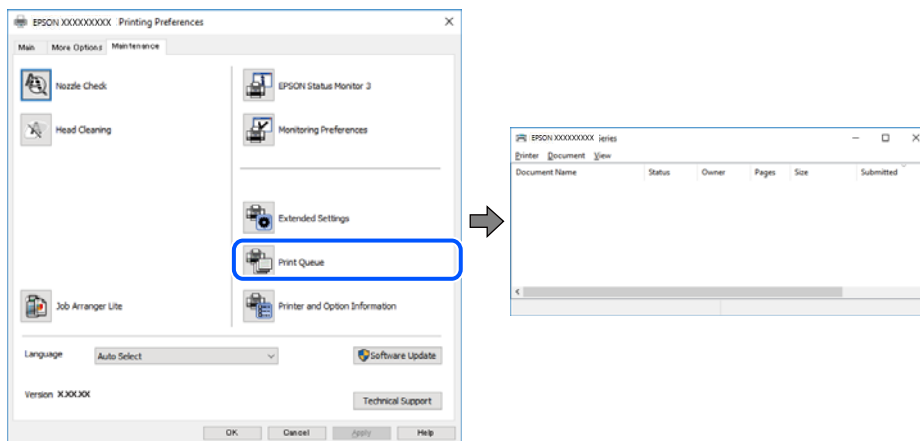 EPSON XXXXXXXXX Printing Preferences
Main More Options Maintenance
Nozzle Check
Head Cleaning
Job Arranger Lite
EPSON Status Monitor 3
Monitoring Preferences
Extended Settings
Print Queue
Printer and Option Information
Language Auto Select Software Update
Version X.XX.XX Technical Support
OK Cancel Apply Help
EPSON XXXXXXXXX ieries
Printer Document View
Document Name Status Owner Pages Size Submitted